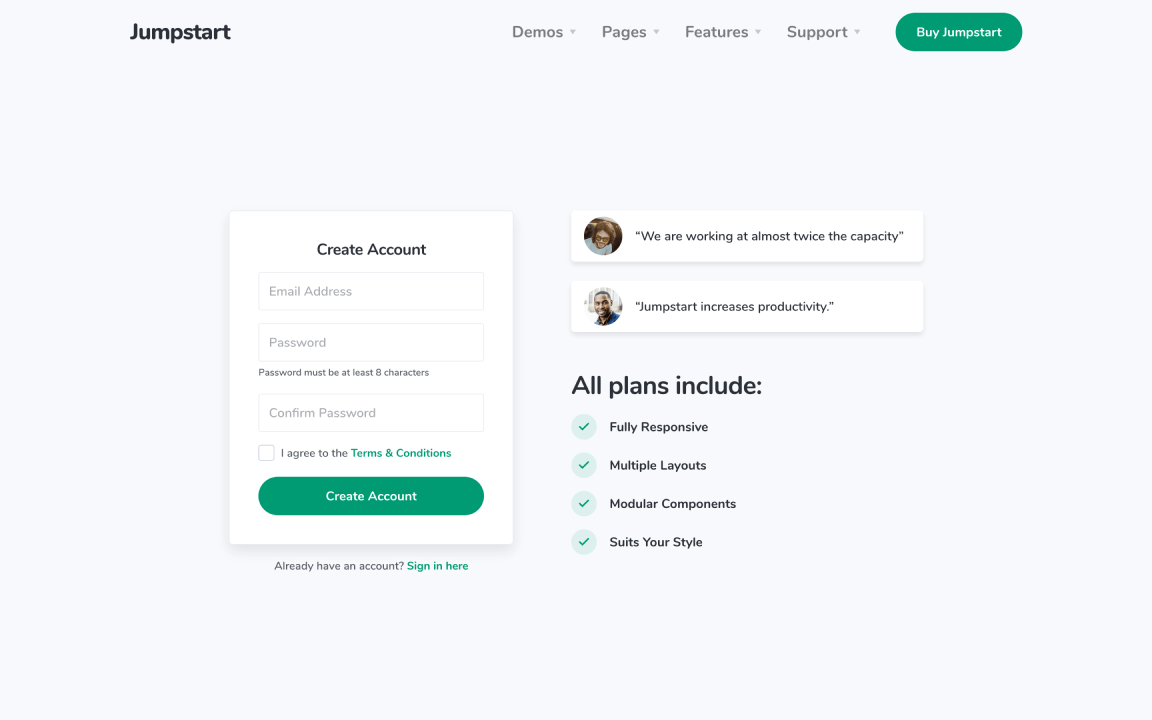 Jumpstart
Demos
Pages
Features
Support
Buy Jumpstart
Create Account
Email Address
Password
Password must be at least 8 characters
Confirm Password
I agree to the Terms & Conditions
Create Account
Already have an account? Sign in here
“We are working at almost twice the capacity”
“Jumpstart increases productivity.”
All plans include:
Fully Responsive
Multiple Layouts
Modular Components
Suits Your Style